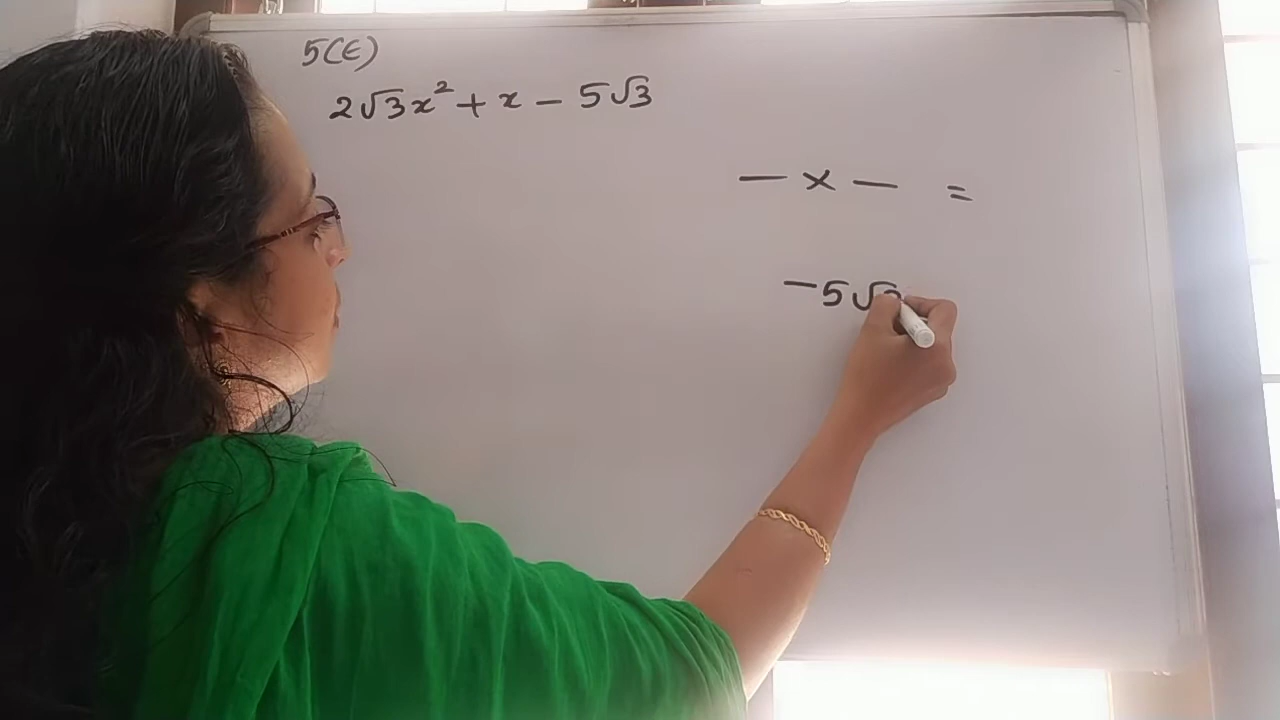 5(E)
2√3x² + x − 5√3
— × — =
−5√3